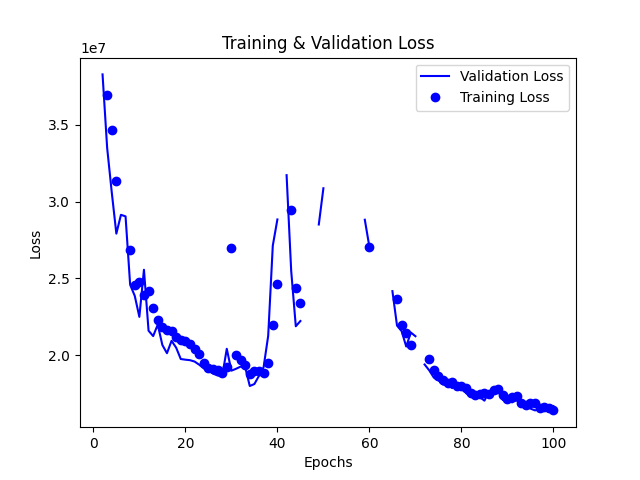 Training & Validation Loss
1e7
Validation Loss
Training Loss
3.5
3.0
2.5
2.0
Loss
0
20
40
60
80
100
Epochs